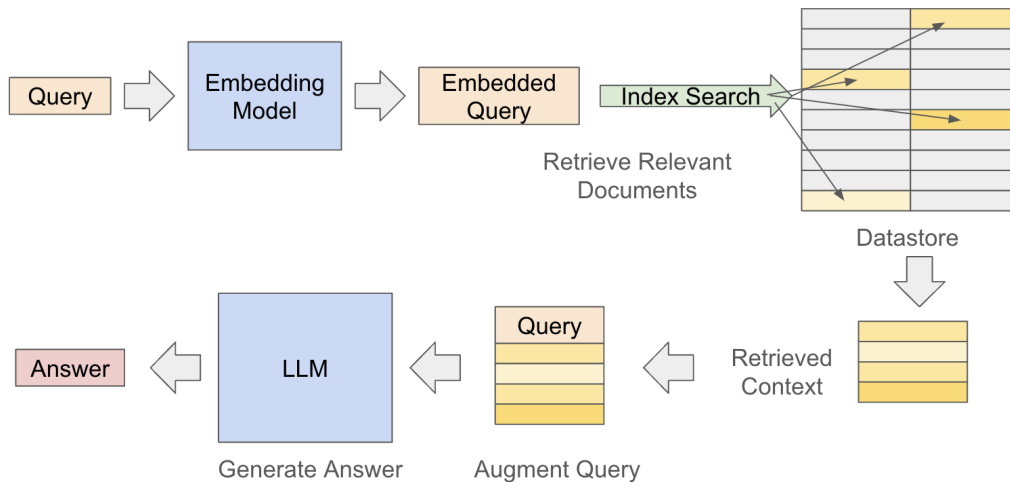 Query
Embedding
Model
Embedded
Query
Index Search
Retrieve Relevant
Documents
Datastore
Answer
LLM
Query
Retrieved
Context
Generate Answer
Augment Query